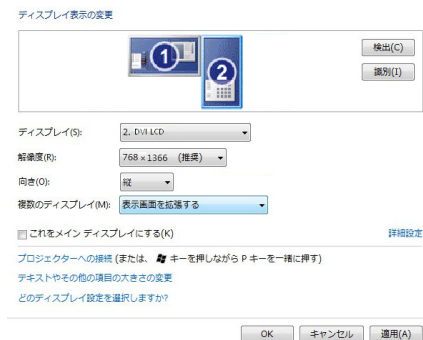 ディスプレイ表示の変更
1
2
検出(C)
識別(I)
ディスプレイ(S): 2. DVI LCD
解像度(R): 768 × 1366 (推奨)
向き(O): 縦
複数のディスプレイ(M): 表示画面を拡張する
これをメイン ディスプレイにする(K) 詳細設定
プロジェクターへの接続 (または、 キーを押しながら P キーを一緒に押す)
テキストやその他の項目の大きさの変更
どのディスプレイ設定を選択しますか?
OK キャンセル 適用(A)